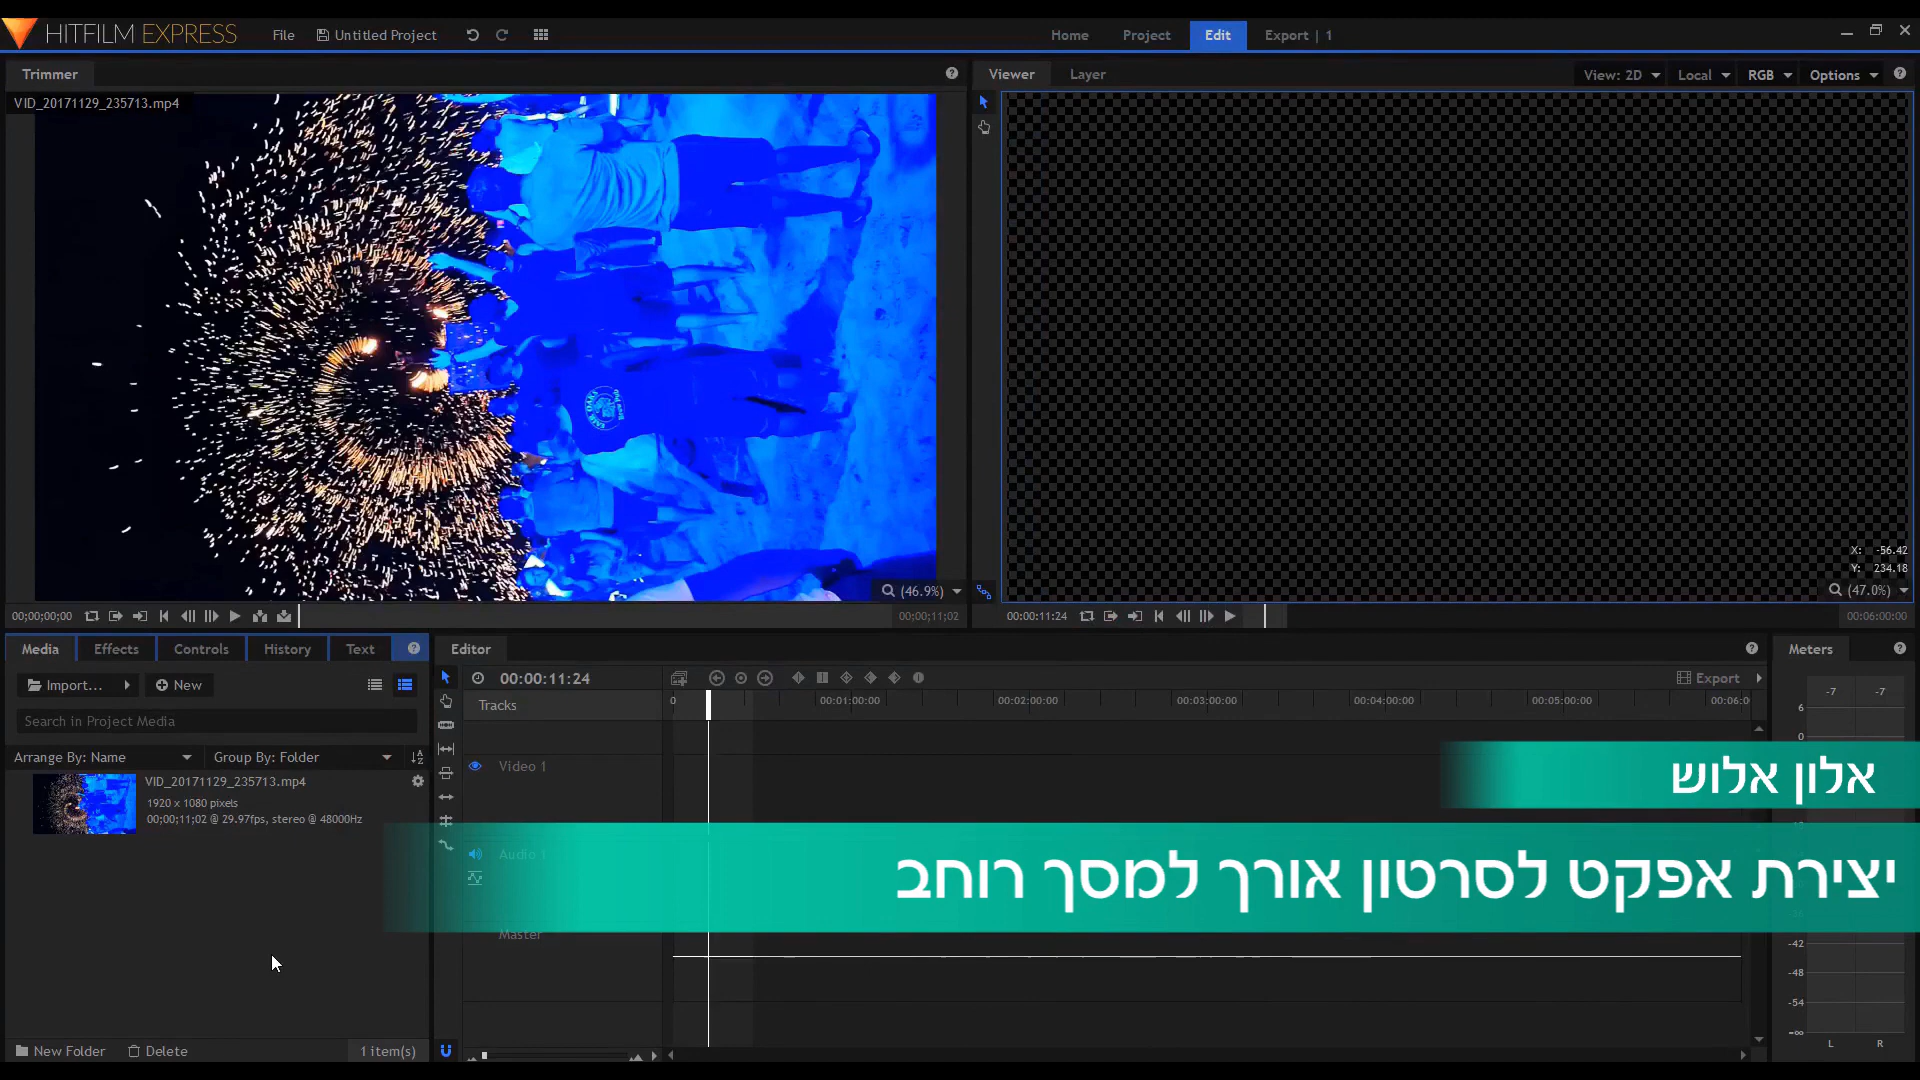 HITFILM EXPRESS
File
Untitled Project
Home
Project
Edit
Export | 1
Trimmer
VID_20171129_235713.mp4
(46.9%)
00;00;00;00
00;00;11;02
Viewer
Layer
View: 2D
Local
RGB
Options
X: -56.42
Y: 234.18
(47.0%)
00:00:11:24
00:06:00:00
Media
Effects
Controls
History
Text
Import...
New
Search in Project Media
Arrange By: Name
Group By: Folder
VID_20171129_235713.mp4
1920 x 1080 pixels
00;00;11;02 @ 29.97fps, stereo @ 48000Hz
New Folder
Delete
1 item(s)
Editor
00:00:11:24
Export
Tracks
0
00:01:00:00
00:02:00:00
00:03:00:00
00:04:00:00
00:05:00:00
00:06:0
Video 1
Audio 1
Master
Meters
-7 -7
6
0
-42
-48
-54
-∞
L R
אלון אלוש
יצירת אפקט לסרטון אורך למסך רוחב